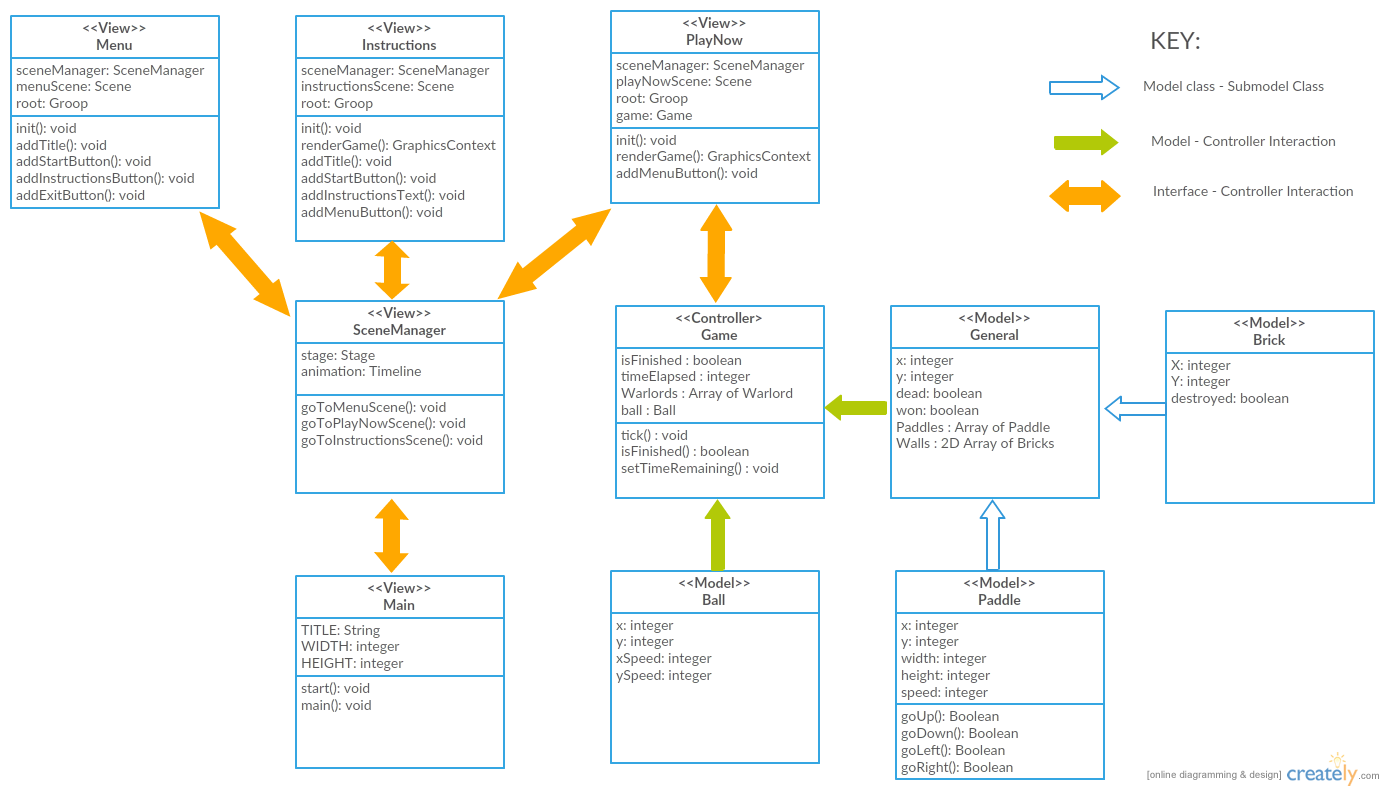 <<View>>
Menu
sceneManager: SceneManager
menuScene: Scene
root: Groop
init(): void
addTitle(): void
addStartButton(): void
addInstructionsButton(): void
addExitButton(): void
<<View>>
Instructions
sceneManager: SceneManager
instructionsScene: Scene
root: Groop
init(): void
renderGame(): GraphicsContext
addTitle(): void
addStartButton(): void
addInstructionsText(): void
addMenuButton(): void
<<View>>
PlayNow
sceneManager: SceneManager
playNowScene: Scene
root: Groop
game: Game
init(): void
renderGame(): GraphicsContext
addMenuButton(): void
KEY:
Model class - Submodel Class
Model - Controller Interaction
Interface - Controller Interaction
<<View>>
SceneManager
stage: Stage
animation: Timeline
goToMenuScene(): void
goToPlayNowScene(): void
goToInstructionsScene(): void
<<Controller>
Game
isFinished : boolean
timeElapsed : integer
Warlords : Array of Warlord
ball : Ball
tick() : void
isFinished() : boolean
setTimeRemaining() : void
<<Model>>
General
x: integer
y: integer
dead: boolean
won: boolean
Paddles : Array of Paddle
Walls : 2D Array of Bricks
<<Model>>
Brick
X: integer
Y: integer
destroyed: boolean
<<View>>
Main
TITLE: String
WIDTH: integer
HEIGHT: integer
start(): void
main(): void
<<Model>>
Ball
x: integer
y: integer
xSpeed: integer
ySpeed: integer
<<Model>>
Paddle
x: integer
y: integer
width: integer
height: integer
speed: integer
goUp(): Boolean
goDown(): Boolean
goLeft(): Boolean
goRight(): Boolean
[online diagramming & design] creately.com